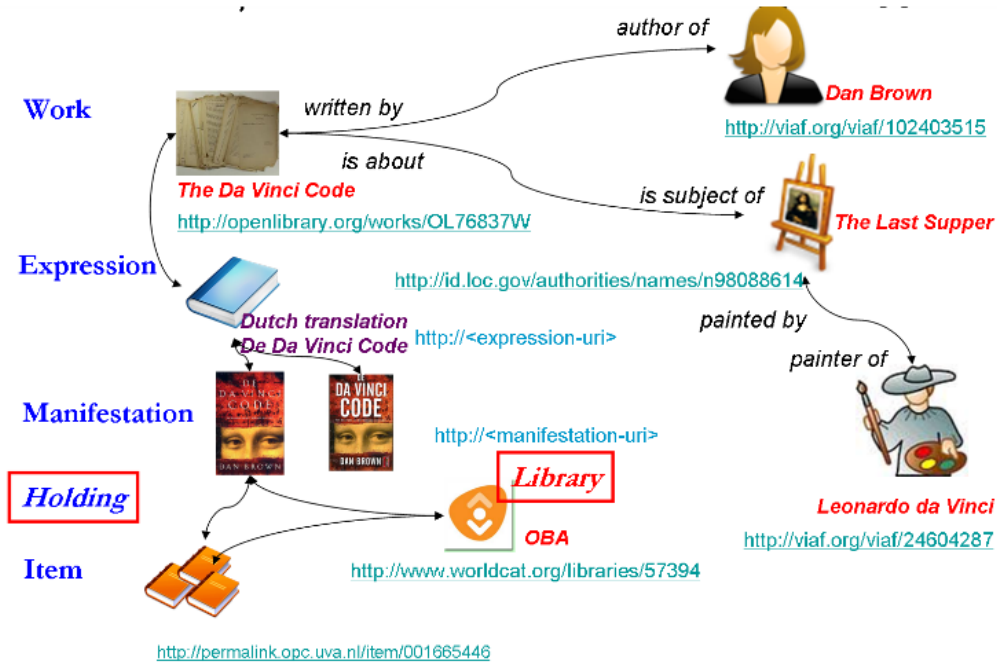 author of
Work
written by
Dan Brown
http://viaf.org/viaf/102403515
is about
The Da Vinci Code
is subject of
The Last Supper
http://openlibrary.org/works/OL76837W
Expression
http://id.loc.gov/authorities/names/n98088614
Dutch translation
De Da Vinci Code
http://<expression-uri>
painted by
painter of
Manifestation
DA VINCI
CODE
DAN BROWN
DA VINCI
CODE
DAN BROWN
http://<manifestation-uri>
Holding
Library
OBA
Leonardo da Vinci
http://viaf.org/viaf/24604287
Item
http://www.worldcat.org/libraries/57394
http://permalink.opc.uva.nl/item/001665446